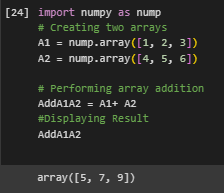 [24] import numpy as nump
# Creating two arrays
A1 = nump.array([1, 2, 3])
A2 = nump.array([4, 5, 6])
# Performing array addition
AddA1A2 = A1+ A2
#Displaying Result
AddA1A2
array([5, 7, 9])